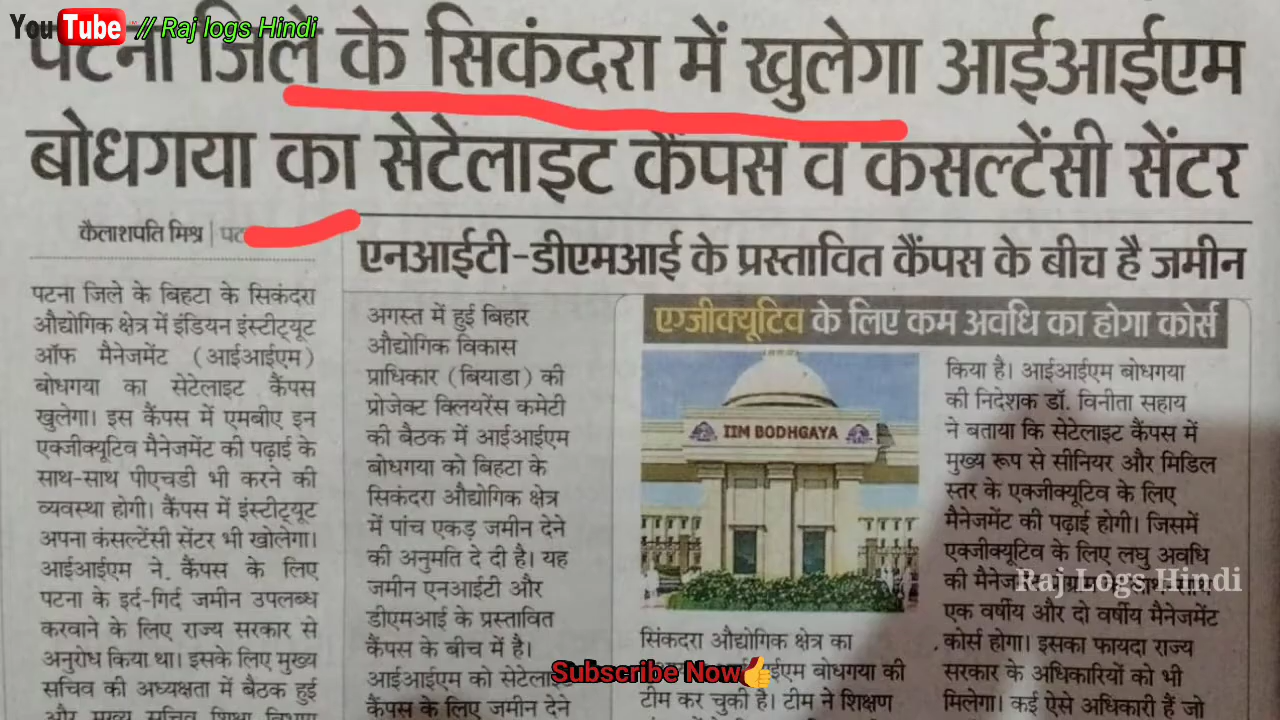 YouTube // Raj logs Hindi
पटना जिले के सिकंदरा में खुलेगा आईआईएम
बोधगया का सेटेलाइट कैंपस व कंसल्टेंसी सेंटर
कैलाशपति मिश्र|
एनआईटी-डीएमआई के प्रस्तावित कैंपस के बीच है जमीन
पटना जिले के बिहटा के सिकंदरा
औद्योगिक क्षेत्र में इंडियन इंस्टीट्यूट
ऑफ मैनेजमेंट (आईआईएम)
बोधगया का सेटेलाइट कैंपस
खुलेगा। इस कैंपस में एमबीए इन
एक्जीक्यूटिव मैनेजमेंट की पढ़ाई के
साथ-साथ पीएचडी भी करने की
व्यवस्था होगी। कैंपस में इंस्टीट्यूट
अपना कंसल्टेंसी सेंटर भी खोलेगा।
आईआईएम ने कैंपस के लिए
पटना के इर्द-गिर्द जमीन उपलब्ध
करवाने के लिए राज्य सरकार से
अनुरोध किया था। इसके लिए मुख्य
सचिव की अध्यक्षता में बैठक हुई
और मुख्य सचिव शिक्षा विभाग
अगस्त में हुई बिहार
औद्योगिक विकास
प्राधिकार (बियाडा) की
प्रोजेक्ट क्लियरेंस कमेटी
की बैठक में आईआईएम
बोधगया को बिहटा के
सिकंदरा औद्योगिक क्षेत्र
में पांच एकड़ जमीन देने
की अनुमति दे दी है। यह
जमीन एनआईटी और
डीएमआई के प्रस्तावित
कैंपस के बीच में है।
आईआईएम को सेटेलाइट
कैंपस के लिए जमीन देने
एग्जीक्यूटिव के लिए कम अवधि का होगा कोर्स
IIM BODHGAYA
सिंकदरा औद्योगिक क्षेत्र का
बोधगया की
टीम कर चुकी है। टीम ने शिक्षण
किया है। आईआईएम बोधगया
की निदेशक डॉ. विनीता सहाय
ने बताया कि सेटेलाइट कैंपस में
मुख्य रूप से सीनियर और मिडिल
स्तर के एक्जीक्यूटिव के लिए
मैनेजमेंट की पढ़ाई होगी। जिसमें
एक्जीक्यूटिव के लिए लघु अवधि
की
एक वर्षीय और दो वर्षीय मैनेजमेंट
कोर्स होगा। इसका फायदा राज्य
सरकार के अधिकारियों को भी
मिलेगा। कई ऐसे अधिकारी हैं जो
Raj Logs Hindi
Subscribe Now